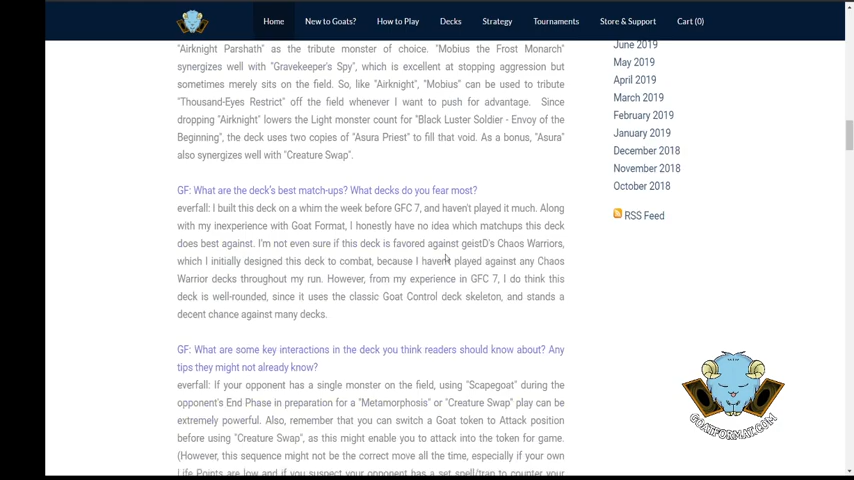 Home New to Goats? How to Play Decks Strategy Tournaments Store & Support Cart (0)
"Airknight Parshath" as the tribute monster of choice. "Mobius the Frost Monarch"
synergizes well with "Gravekeeper's Spy", which is excellent at stopping aggression but
sometimes merely sits on the field. So, like "Airknight", "Mobius" can be used to tribute
"Thousand-Eyes Restrict" off the field whenever I want to push for advantage. Since
dropping "Airknight" lowers the Light monster count for "Black Luster Soldier - Envoy of the
Beginning", the deck uses two copies of "Asura Priest" to fill that void. As a bonus, "Asura"
also synergizes well with "Creature Swap".
GF: What are the deck's best match-ups? What decks do you fear most?
everfall: I built this deck on a whim the week before GFC 7, and haven't played it much. Along
with my inexperience with Goat Format, I honestly have no idea which matchups this deck
does best against. I'm not even sure if this deck is favored against geistD's Chaos Warriors,
which I initially designed this deck to combat, because I haven't played against any Chaos
Warrior decks throughout my run. However, from my experience in GFC 7, I do think this
deck is well-rounded, since it uses the classic Goat Control deck skeleton, and stands a
decent chance against many decks.
GF: What are some key interactions in the deck you think readers should know about? Any
tips they might not already know?
everfall: If your opponent has a single monster on the field, using "Scapegoat" during the
opponent's End Phase in preparation for a "Metamorphosis" or "Creature Swap" play can be
extremely powerful. Also, remember that you can switch a Goat token to Attack position
before using "Creature Swap", as this might enable you to attack into the token for game.
(However, this sequence might not be the correct move all the time, especially if your own
Life Points are low and if you suspect your opponent has a set spell/trap to counter your
June 2019
May 2019
April 2019
March 2019
February 2019
January 2019
December 2018
November 2018
October 2018
RSS Feed
GOATFORMAT.COM